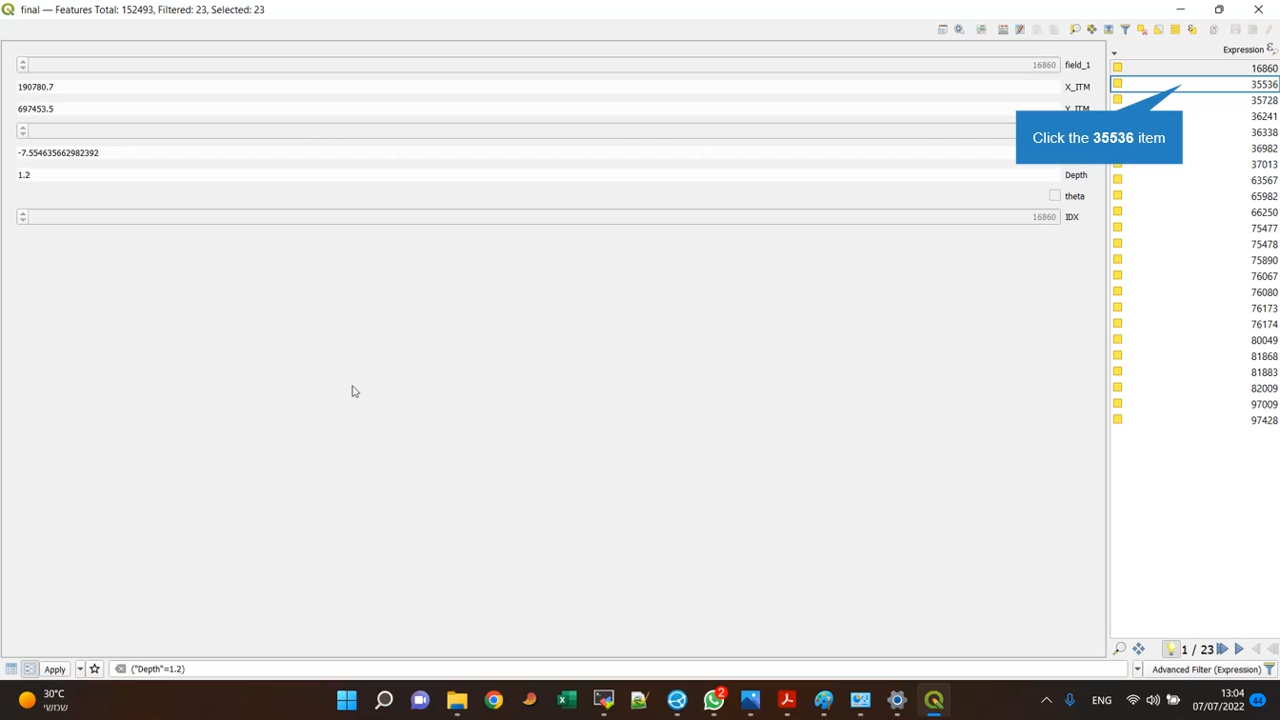 final — Features Total: 152493, Filtered: 23, Selected: 23
Expression
16860 field_1
190780.7 X_ITM
697453.5 Y_ITM
-7.554635662982392
1.2 Depth
theta
16860 IDX
16860
35536
35728
36241
36338
36982
37013
63567
65982
66250
75477
75478
75890
76067
76080
76173
76174
80049
81868
81883
82009
97009
97428
Click the 35536 item
1 / 23
Apply
("Depth"=1.2)
Advanced Filter (Expression)
30°C
שמשי
2
ENG
13:04
07/07/2022
44